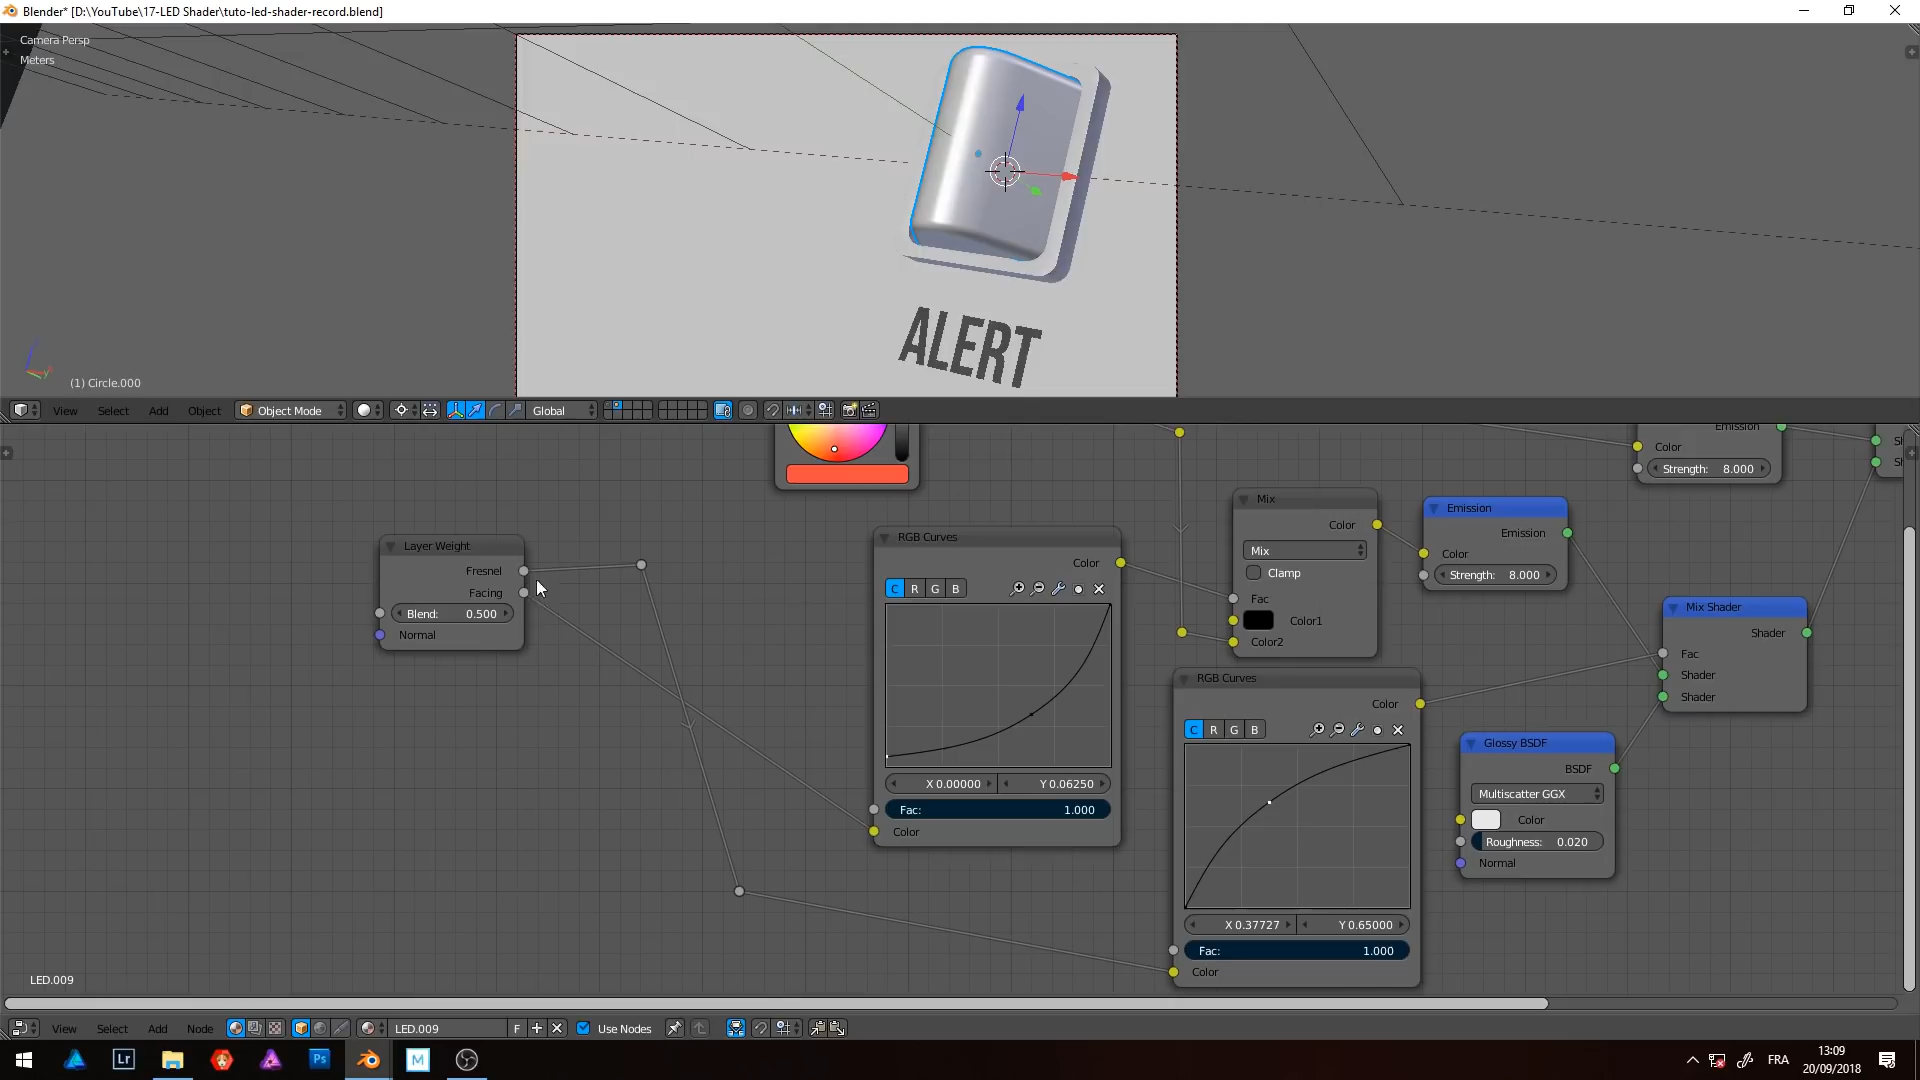 Blender* [D:\YouTube\17-LED Shader\tuto-led-shader-record.blend]
Camera Persp
Meters
ALERT
(1) Circle.000
View Select Add Object Object Mode Global
Emission
Color
Strength: 8.000
Layer Weight
Fresnel
Facing
Blend: 0.500
Normal
RGB Curves
Color
C R G B
X 0.00000 Y 0.06250
Fac: 1.000
Color
Mix
Color
Mix
Clamp
Fac
Color1
Color2
Emission
Emission
Color
Strength: 8.000
Mix Shader
Shader
Fac
Shader
Shader
RGB Curves
Color
C R G B
X 0.37727 Y 0.65000
Fac: 1.000
Color
Glossy BSDF
BSDF
Multiscatter GGX
Color
Roughness: 0.020
Normal
LED.009
View Select Add Node LED.009 F Use Nodes
Lr Ps M FRA
13:09
20/09/2018